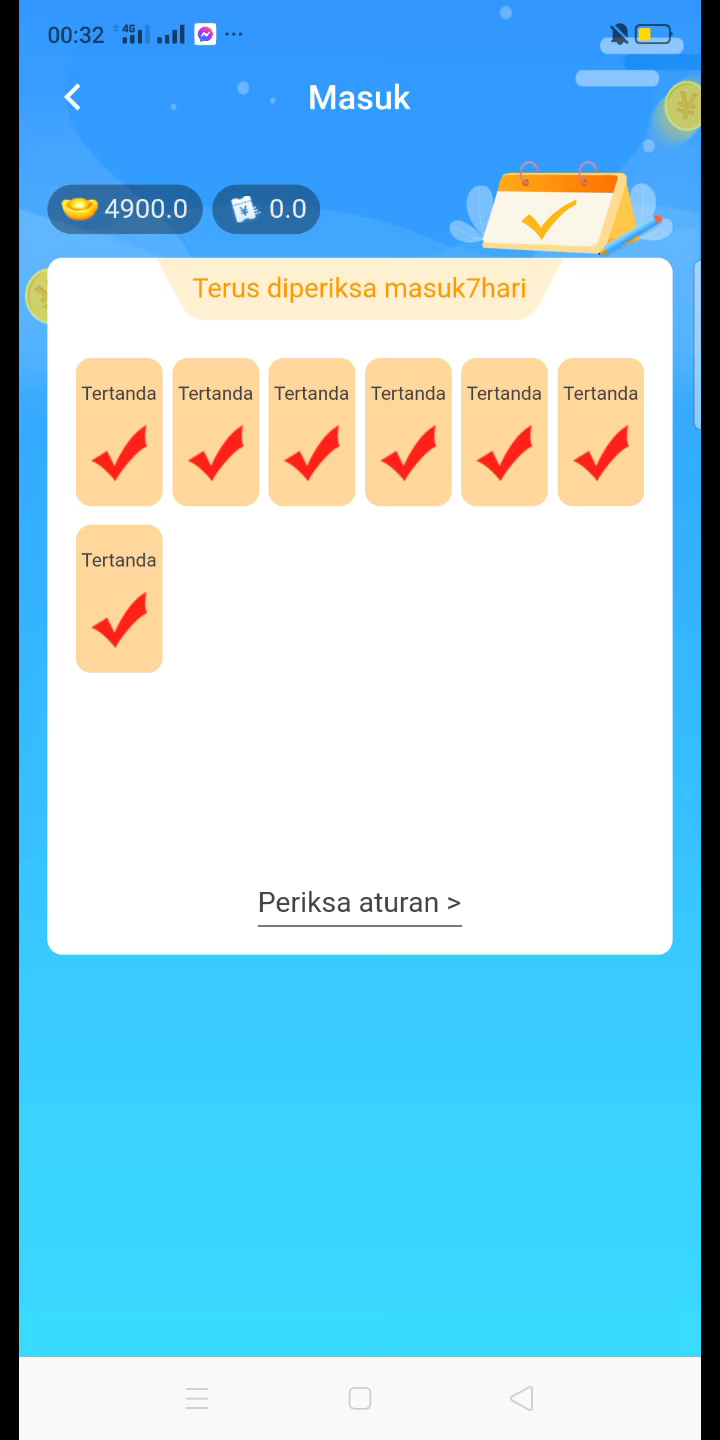 00:32 4G
Masuk
4900.0 0.0
Terus diperiksa masuk7hari
Tertanda Tertanda Tertanda Tertanda Tertanda Tertanda
Tertanda
Periksa aturan >